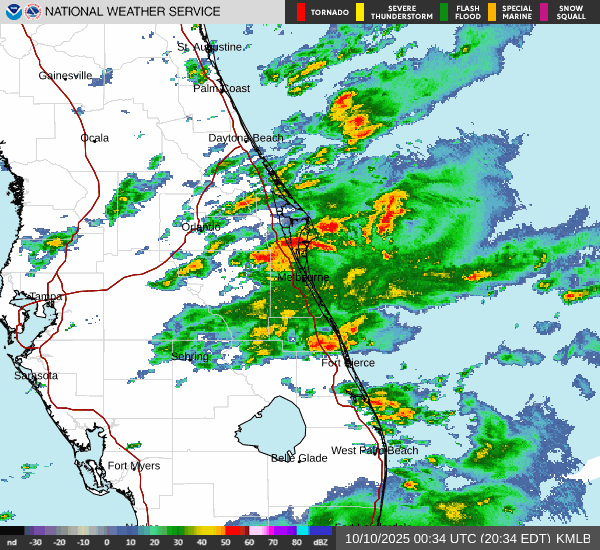 NATIONAL WEATHER SERVICE
TORNADO
SEVERE
THUNDERSTORM
FLASH
FLOOD
SPECIAL
MARINE
SNOW
SQUALL
St. Augustine
Gainesville
Palm Coast
Ocala
Daytona Beach
Orlando
Melbourne
Tampa
Sebring
Fort Pierce
Sarasota
West Palm Beach
Belle Glade
Fort Myers
nd -30 -20 -10 0 10 20 30 40 50 60 70 80 dBZ
10/10/2025 00:34 UTC (20:34 EDT) KMLB